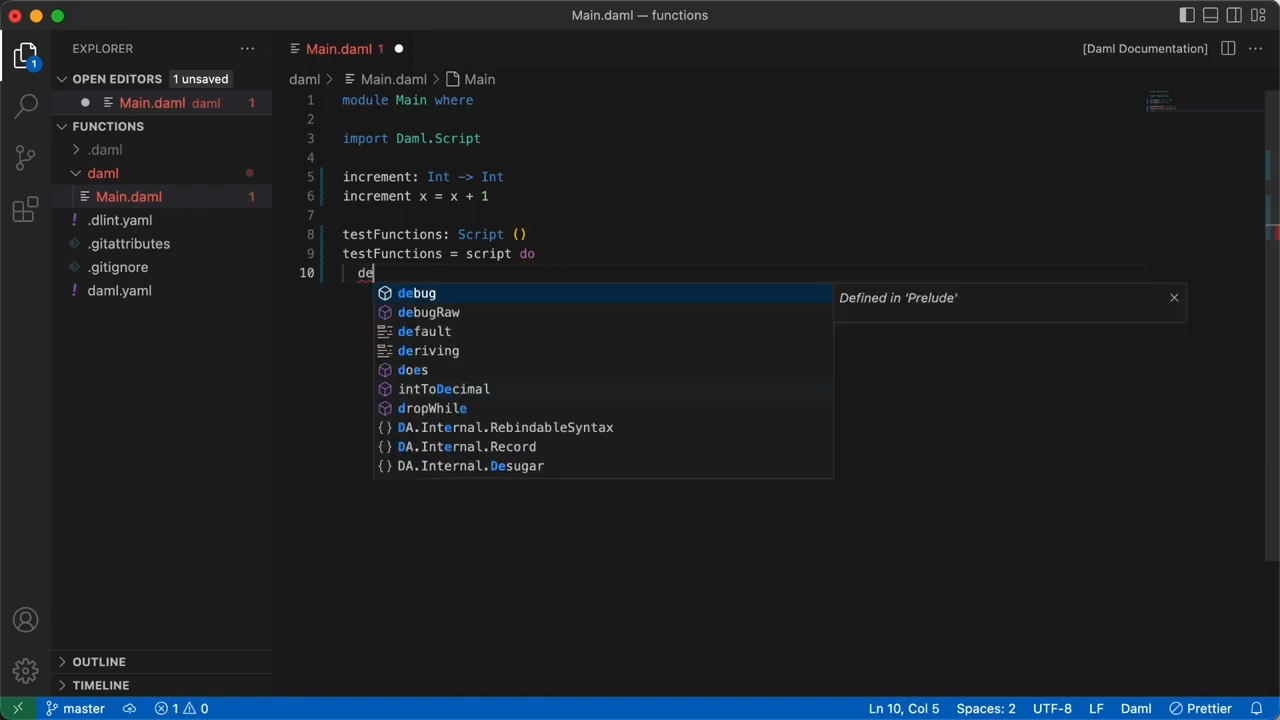 Main.daml — functions
EXPLORER
Main.daml 1
[Daml Documentation]
1
OPEN EDITORS 1 unsaved
Main.daml daml 1
FUNCTIONS
.daml
daml
Main.daml 1
.dlint.yaml
.gitattributes
.gitignore
daml.yaml
OUTLINE
TIMELINE
daml Main.daml Main
1 module Main where
2
3 import Daml.Script
4
5 increment: Int -> Int
6 increment x = x + 1
7
8 testFunctions: Script ()
9 testFunctions = script do
10 de
debug
debugRaw
default
deriving
does
intToDecimal
dropWhile
DA.Internal.RebindableSyntax
DA.Internal.Record
DA.Internal.Desugar
Defined in 'Prelude'
master 1 0 Ln 10, Col 5 Spaces: 2 UTF-8 LF Daml Prettier